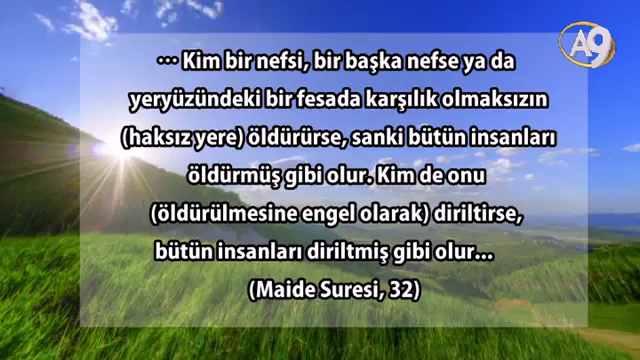 A9
… Kim bir nefsi, bir başka nefse ya da
yeryüzündeki bir fesada karşılık olmaksızın
(haksız yere) öldürürse, sanki bütün insanları
öldürmüş gibi olur. Kim de onu
(öldürülmesine engel olarak) diriltirse,
bütün insanları diriltmiş gibi olur...
(Maide Suresi, 32)